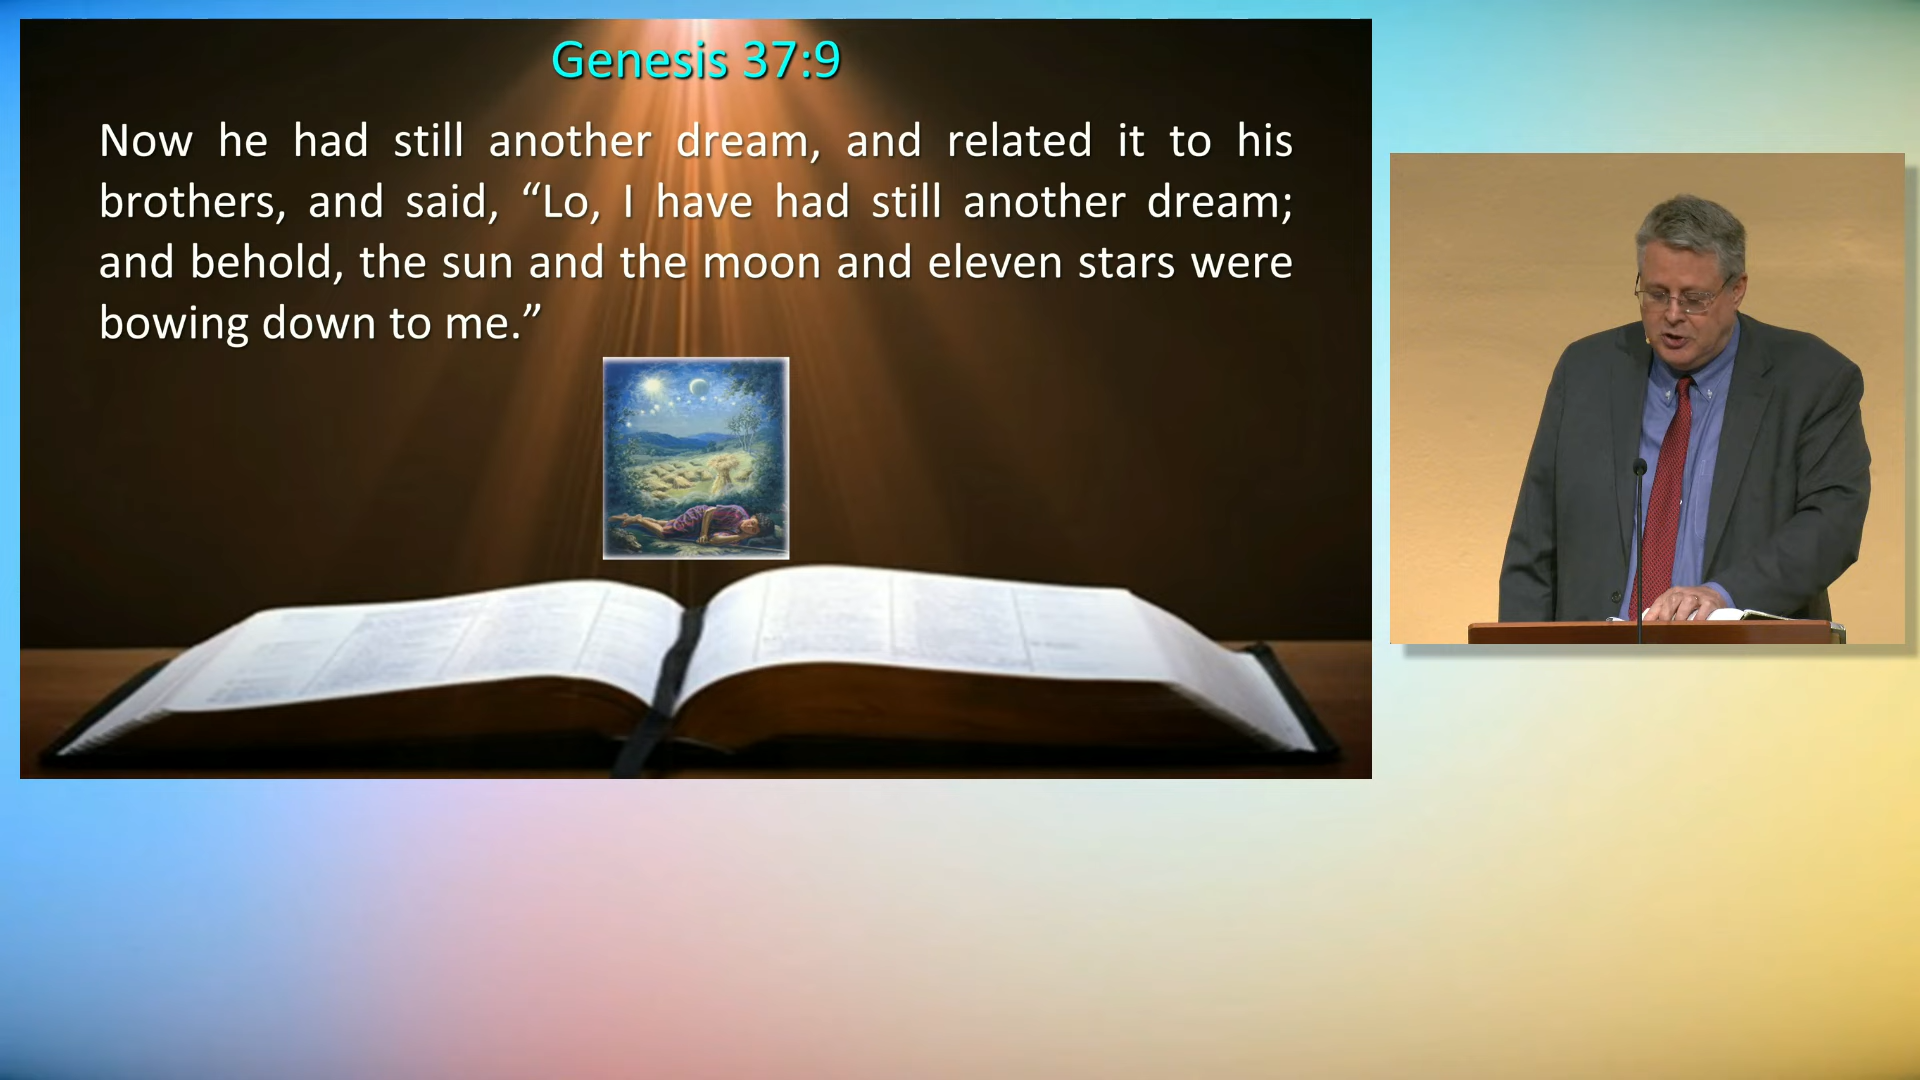 Genesis 37:9
Now he had still another dream, and related it to his
brothers, and said, “Lo, I have had still another dream;
and behold, the sun and the moon and eleven stars were
bowing down to me.”